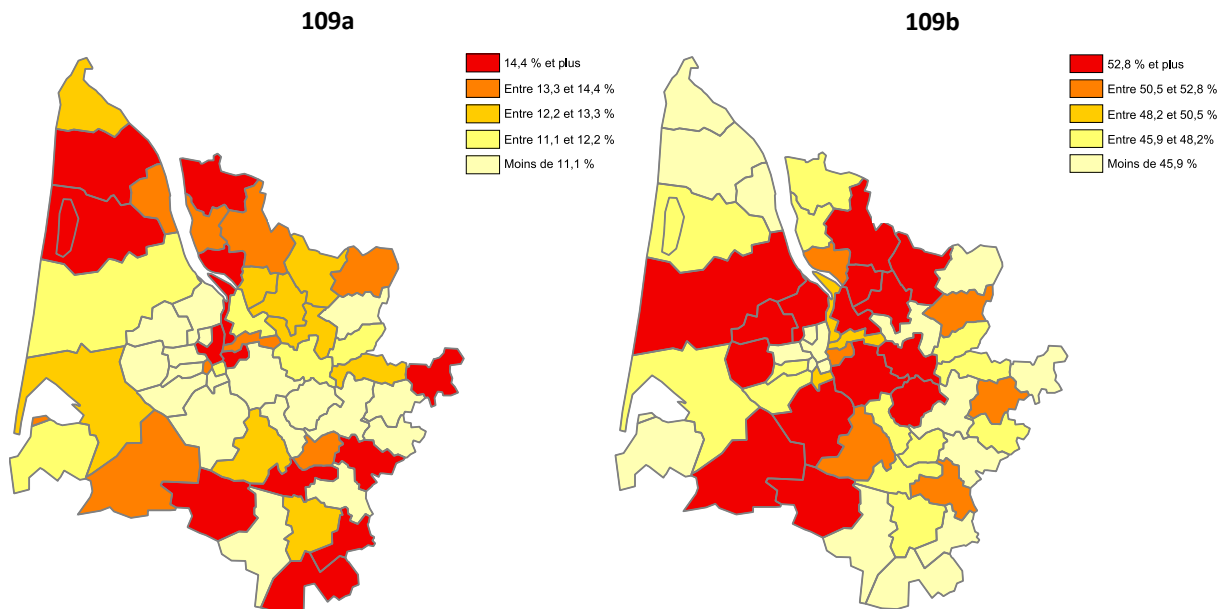 109a
109b
14,4 % et plus
Entre 13,3 et 14,4 %
Entre 12,2 et 13,3 %
Entre 11,1 et 12,2 %
Moins de 11,1 %
52,8 % et plus
Entre 50,5 et 52,8 %
Entre 48,2 et 50,5 %
Entre 45,9 et 48,2%
Moins de 45,9 %